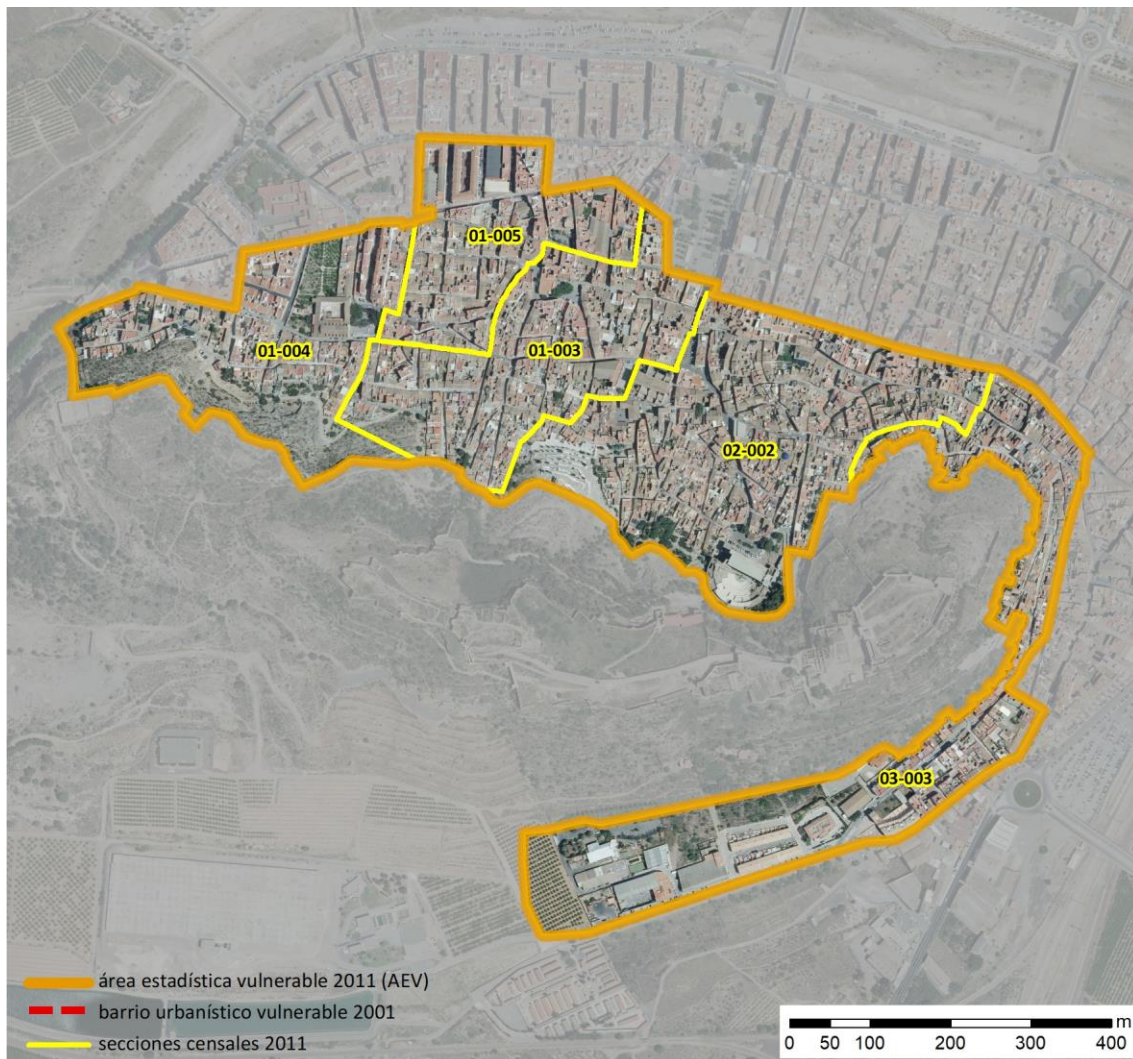 01-005
01-004
01-003
02-002
03-003
área estadística vulnerable 2011 (AEV)
barrio urbanístico vulnerable 2001
secciones censales 2011
m
0 50 100 200 300 400